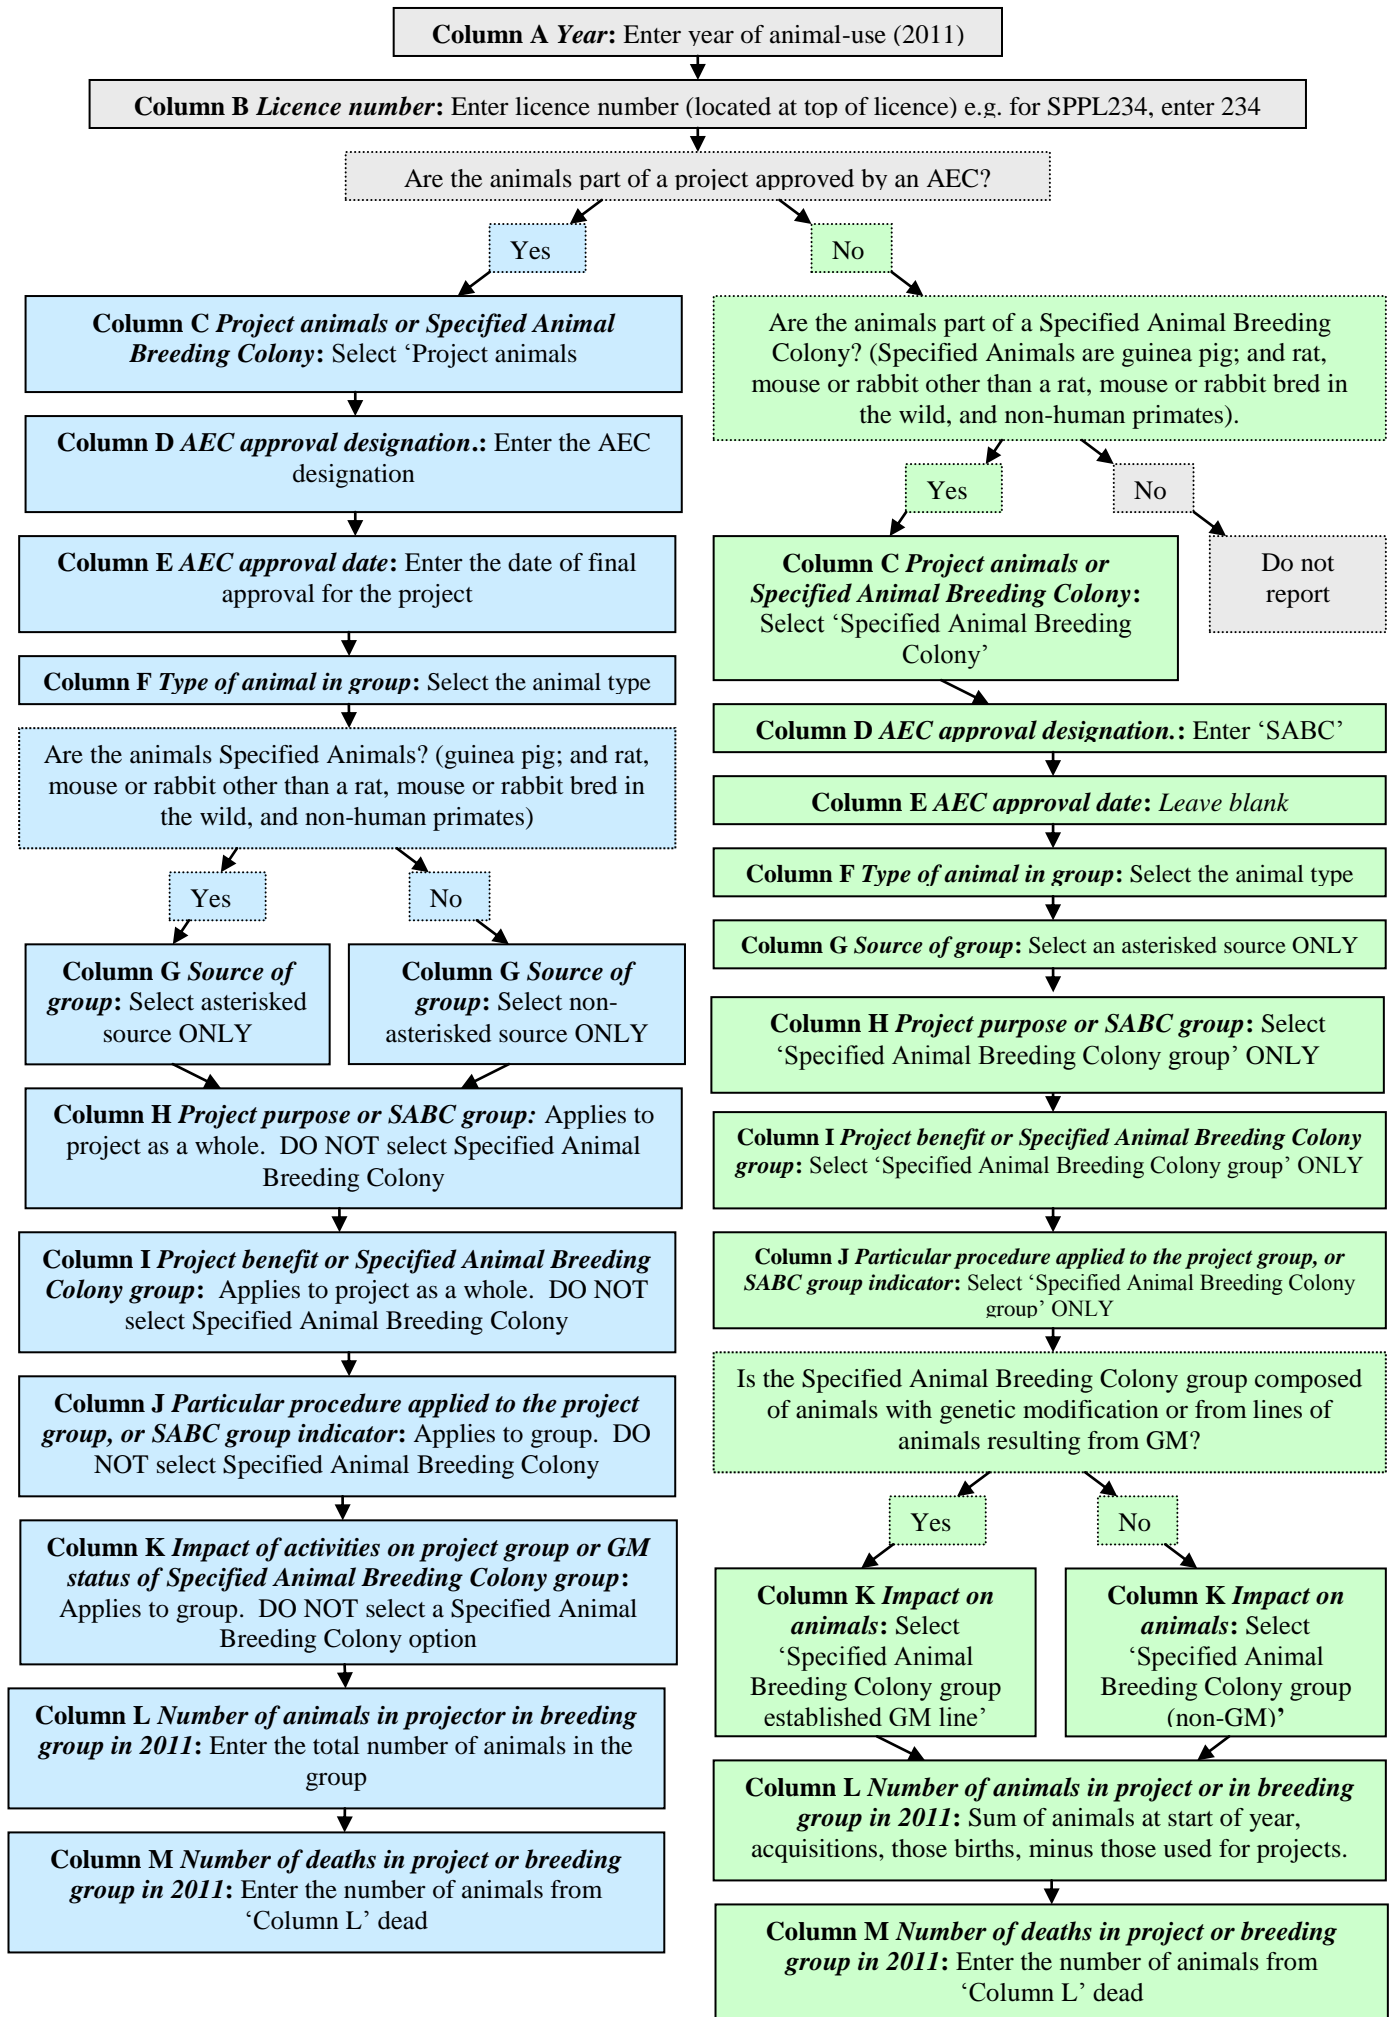 Column A Year: Enter year of animal-use (2011)
Column B Licence number: Enter licence number (located at top of licence) e.g. for SPPL234, enter 234
Are the animals part of a project approved by an AEC?
Yes
No
Column C Project animals or Specified Animal
Breeding Colony: Select ‘Project animals
Column D AEC approval designation.: Enter the AEC
designation
Column E AEC approval date: Enter the date of final
approval for the project
Column F Type of animal in group: Select the animal type
Are the animals Specified Animals? (guinea pig; and rat,
mouse or rabbit other than a rat, mouse or rabbit bred in
the wild, and non-human primates)
Yes
No
Column G Source of
group: Select asterisked
source ONLY
Column G Source of
group: Select non-
asterisked source ONLY
Column H Project purpose or SABC group: Applies to
project as a whole. DO NOT select Specified Animal
Breeding Colony
Column I Project benefit or Specified Animal Breeding
Colony group: Applies to project as a whole. DO NOT
select Specified Animal Breeding Colony
Column J Particular procedure applied to the project
group, or SABC group indicator: Applies to group. DO
NOT select Specified Animal Breeding Colony
Column K Impact of activities on project group or GM
status of Specified Animal Breeding Colony group:
Applies to group. DO NOT select a Specified Animal
Breeding Colony option
Column L Number of animals in projector in breeding
group in 2011: Enter the total number of animals in the
group
Column M Number of deaths in project or breeding
group in 2011: Enter the number of animals from
‘Column L’ dead
Are the animals part of a Specified Animal Breeding
Colony? (Specified Animals are guinea pig; and rat,
mouse or rabbit other than a rat, mouse or rabbit bred in
the wild, and non-human primates).
Yes
No
Column C Project animals or
Specified Animal Breeding Colony:
Select ‘Specified Animal Breeding
Colony’
Do not
report
Column D AEC approval designation.: Enter ‘SABC’
Column E AEC approval date: Leave blank
Column F Type of animal in group: Select the animal type
Column G Source of group: Select an asterisked source ONLY
Column H Project purpose or SABC group: Select
‘Specified Animal Breeding Colony group’ ONLY
Column I Project benefit or Specified Animal Breeding Colony
group: Select ‘Specified Animal Breeding Colony group’ ONLY
Column J Particular procedure applied to the project group, or
SABC group indicator: Select ‘Specified Animal Breeding Colony
group’ ONLY
Is the Specified Animal Breeding Colony group composed
of animals with genetic modification or from lines of
animals resulting from GM?
Yes
No
Column K Impact on
animals: Select
‘Specified Animal
Breeding Colony group
established GM line’
Column K Impact on
animals: Select
‘Specified Animal
Breeding Colony group
(non-GM)’
Column L Number of animals in project or in breeding
group in 2011: Sum of animals at start of year,
acquisitions, those births, minus those used for projects.
Column M Number of deaths in project or breeding
group in 2011: Enter the number of animals from
‘Column L’ dead